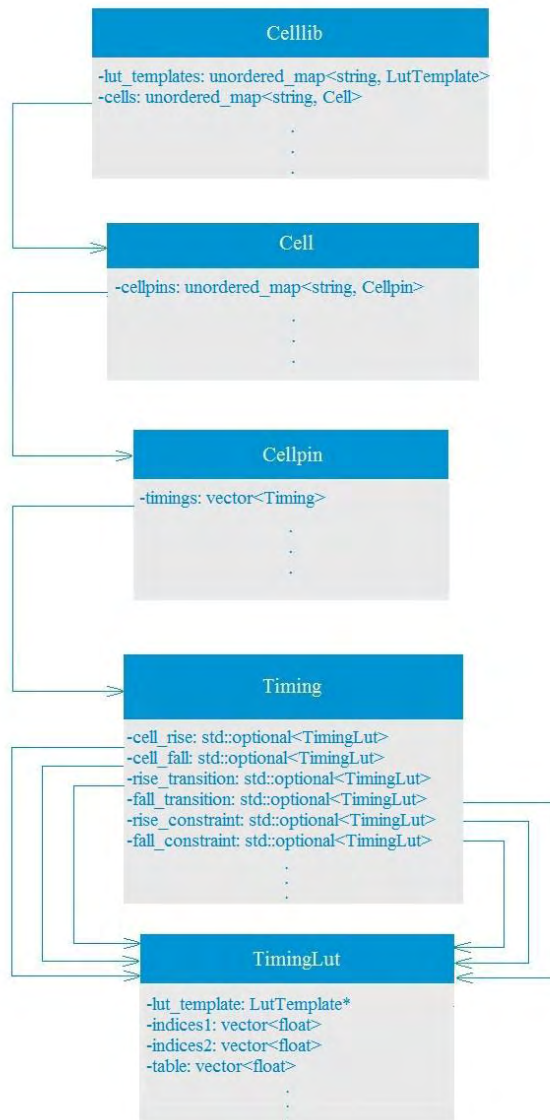 Celllib
-lut_templates: unordered_map<string, LutTemplate>
-cells: unordered_map<string, Cell>
.
.
.
Cell
-cellpins: unordered_map<string, Cellpin>
.
.
.
Cellpin
-timings: vector<Timing>
.
.
.
Timing
-cell_rise: std::optional<TimingLut>
-cell_fall: std::optional<TimingLut>
-rise_transition: std::optional<TimingLut>
-fall_transition: std::optional<TimingLut>
-rise_constraint: std::optional<TimingLut>
-fall_constraint: std::optional<TimingLut>
.
.
.
TimingLut
-lut_template: LutTemplate*
-indices1: vector<float>
-indices2: vector<float>
-table: vector<float>
.
.
.